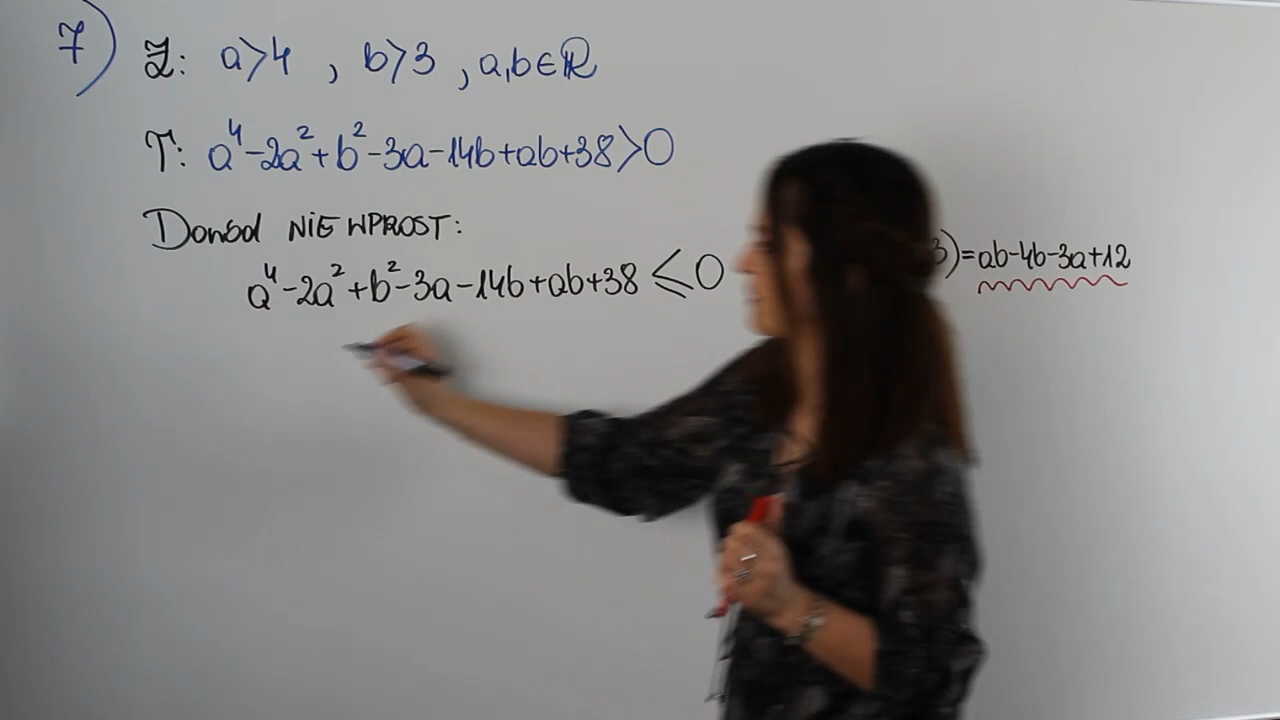 7) Z: a>4 , b>3 , a,b∈ℝ
T: a⁴-2a²+b²-3a-14b+ab+38>0
Dowód NIE WPROST:
a⁴-2a²+b²-3a-14b+ab+38 ≤0
3)=ab-4b-3a+12